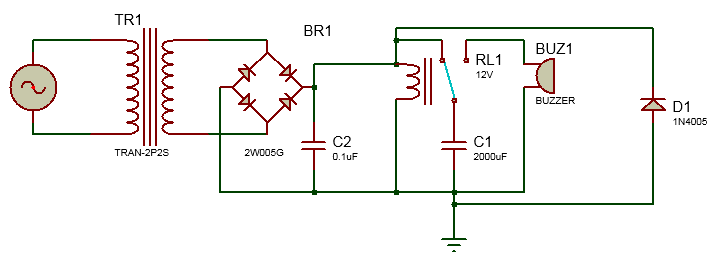 TR1
TRAN-2P2S
BR1
2W005G
C2
0.1uF
RL1
12V
C1
2000uF
BUZ1
BUZZER
D1
1N4005